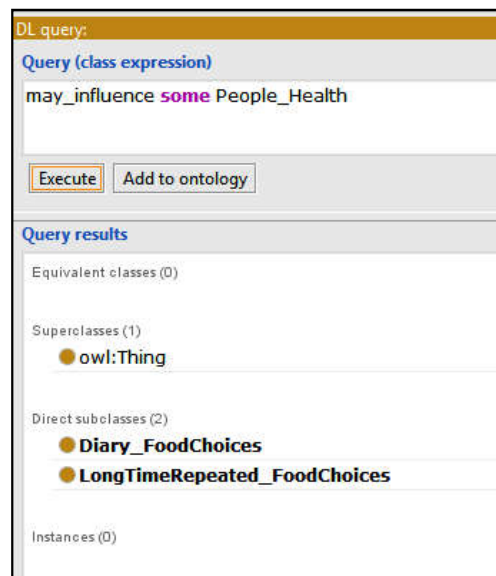 DL query:
Query (class expression)
may_influence some People_Health
Execute Add to ontology
Query results
Equivalent classes (0)
Superclasses (1)
owl:Thing
Direct subclasses (2)
Diary_FoodChoices
LongTimeRepeated_FoodChoices
Instances (0)